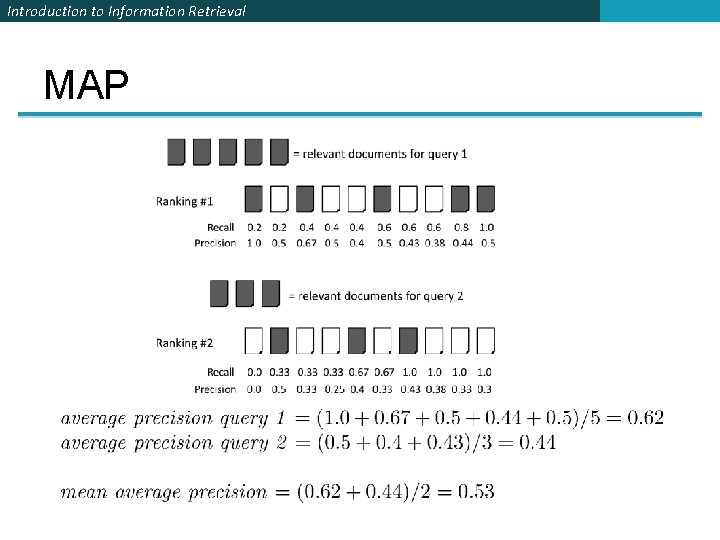 Introduction to Information Retrieval
MAP
= relevant documents for query 1
Ranking #1
Recall 0.2 0.2 0.4 0.4 0.4 0.6 0.6 0.6 0.8 1.0
Precision 1.0 0.5 0.67 0.5 0.4 0.5 0.43 0.38 0.44 0.5
= relevant documents for query 2
Ranking #2
Recall 0.0 0.33 0.33 0.33 0.67 0.67 1.0 1.0 1.0 1.0
Precision 0.0 0.5 0.33 0.25 0.4 0.33 0.43 0.38 0.33 0.3
average precision query 1 = (1.0 + 0.67 + 0.5 + 0.44 + 0.5)/5 = 0.62
average precision query 2 = (0.5 + 0.4 + 0.43)/3 = 0.44
mean average precision = (0.62 + 0.44)/2 = 0.53